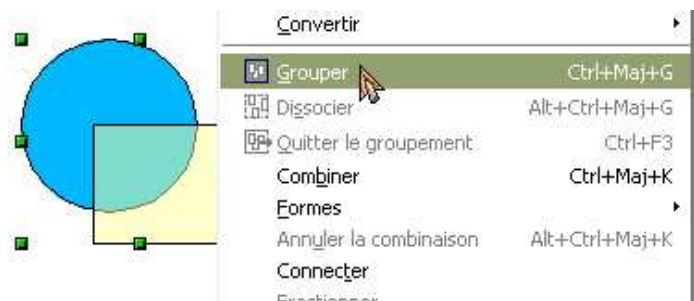 Convertir
Grouper Ctrl+Maj+G
Dissocier Alt+Ctrl+Maj+G
Quitter le groupement Ctrl+F3
Combiner Ctrl+Maj+K
Formes
Annuler la combinaison Alt+Ctrl+Maj+K
Connecter
Fractionner